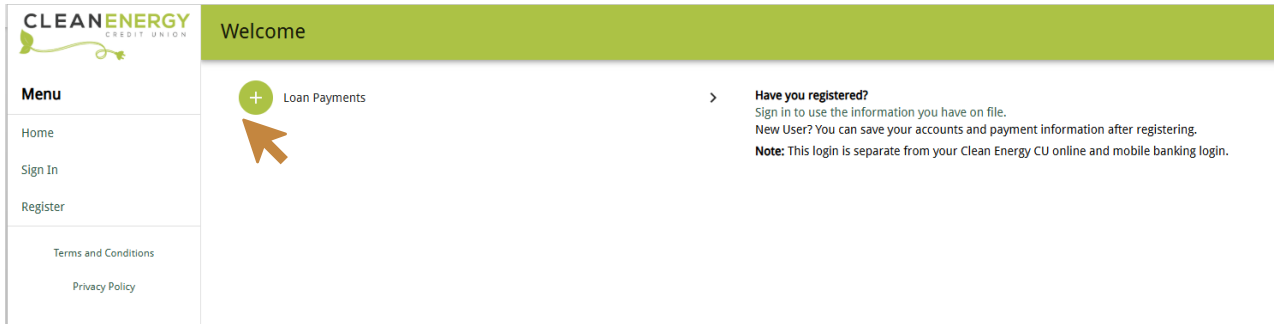 CLEANENERGY
CREDIT UNION
Welcome
Menu
Home
Sign In
Register
Terms and Conditions
Privacy Policy
Loan Payments
Have you registered?
Sign in to use the information you have on file.
New User? You can save your accounts and payment information after registering.
Note: This login is separate from your Clean Energy CU online and mobile banking login.